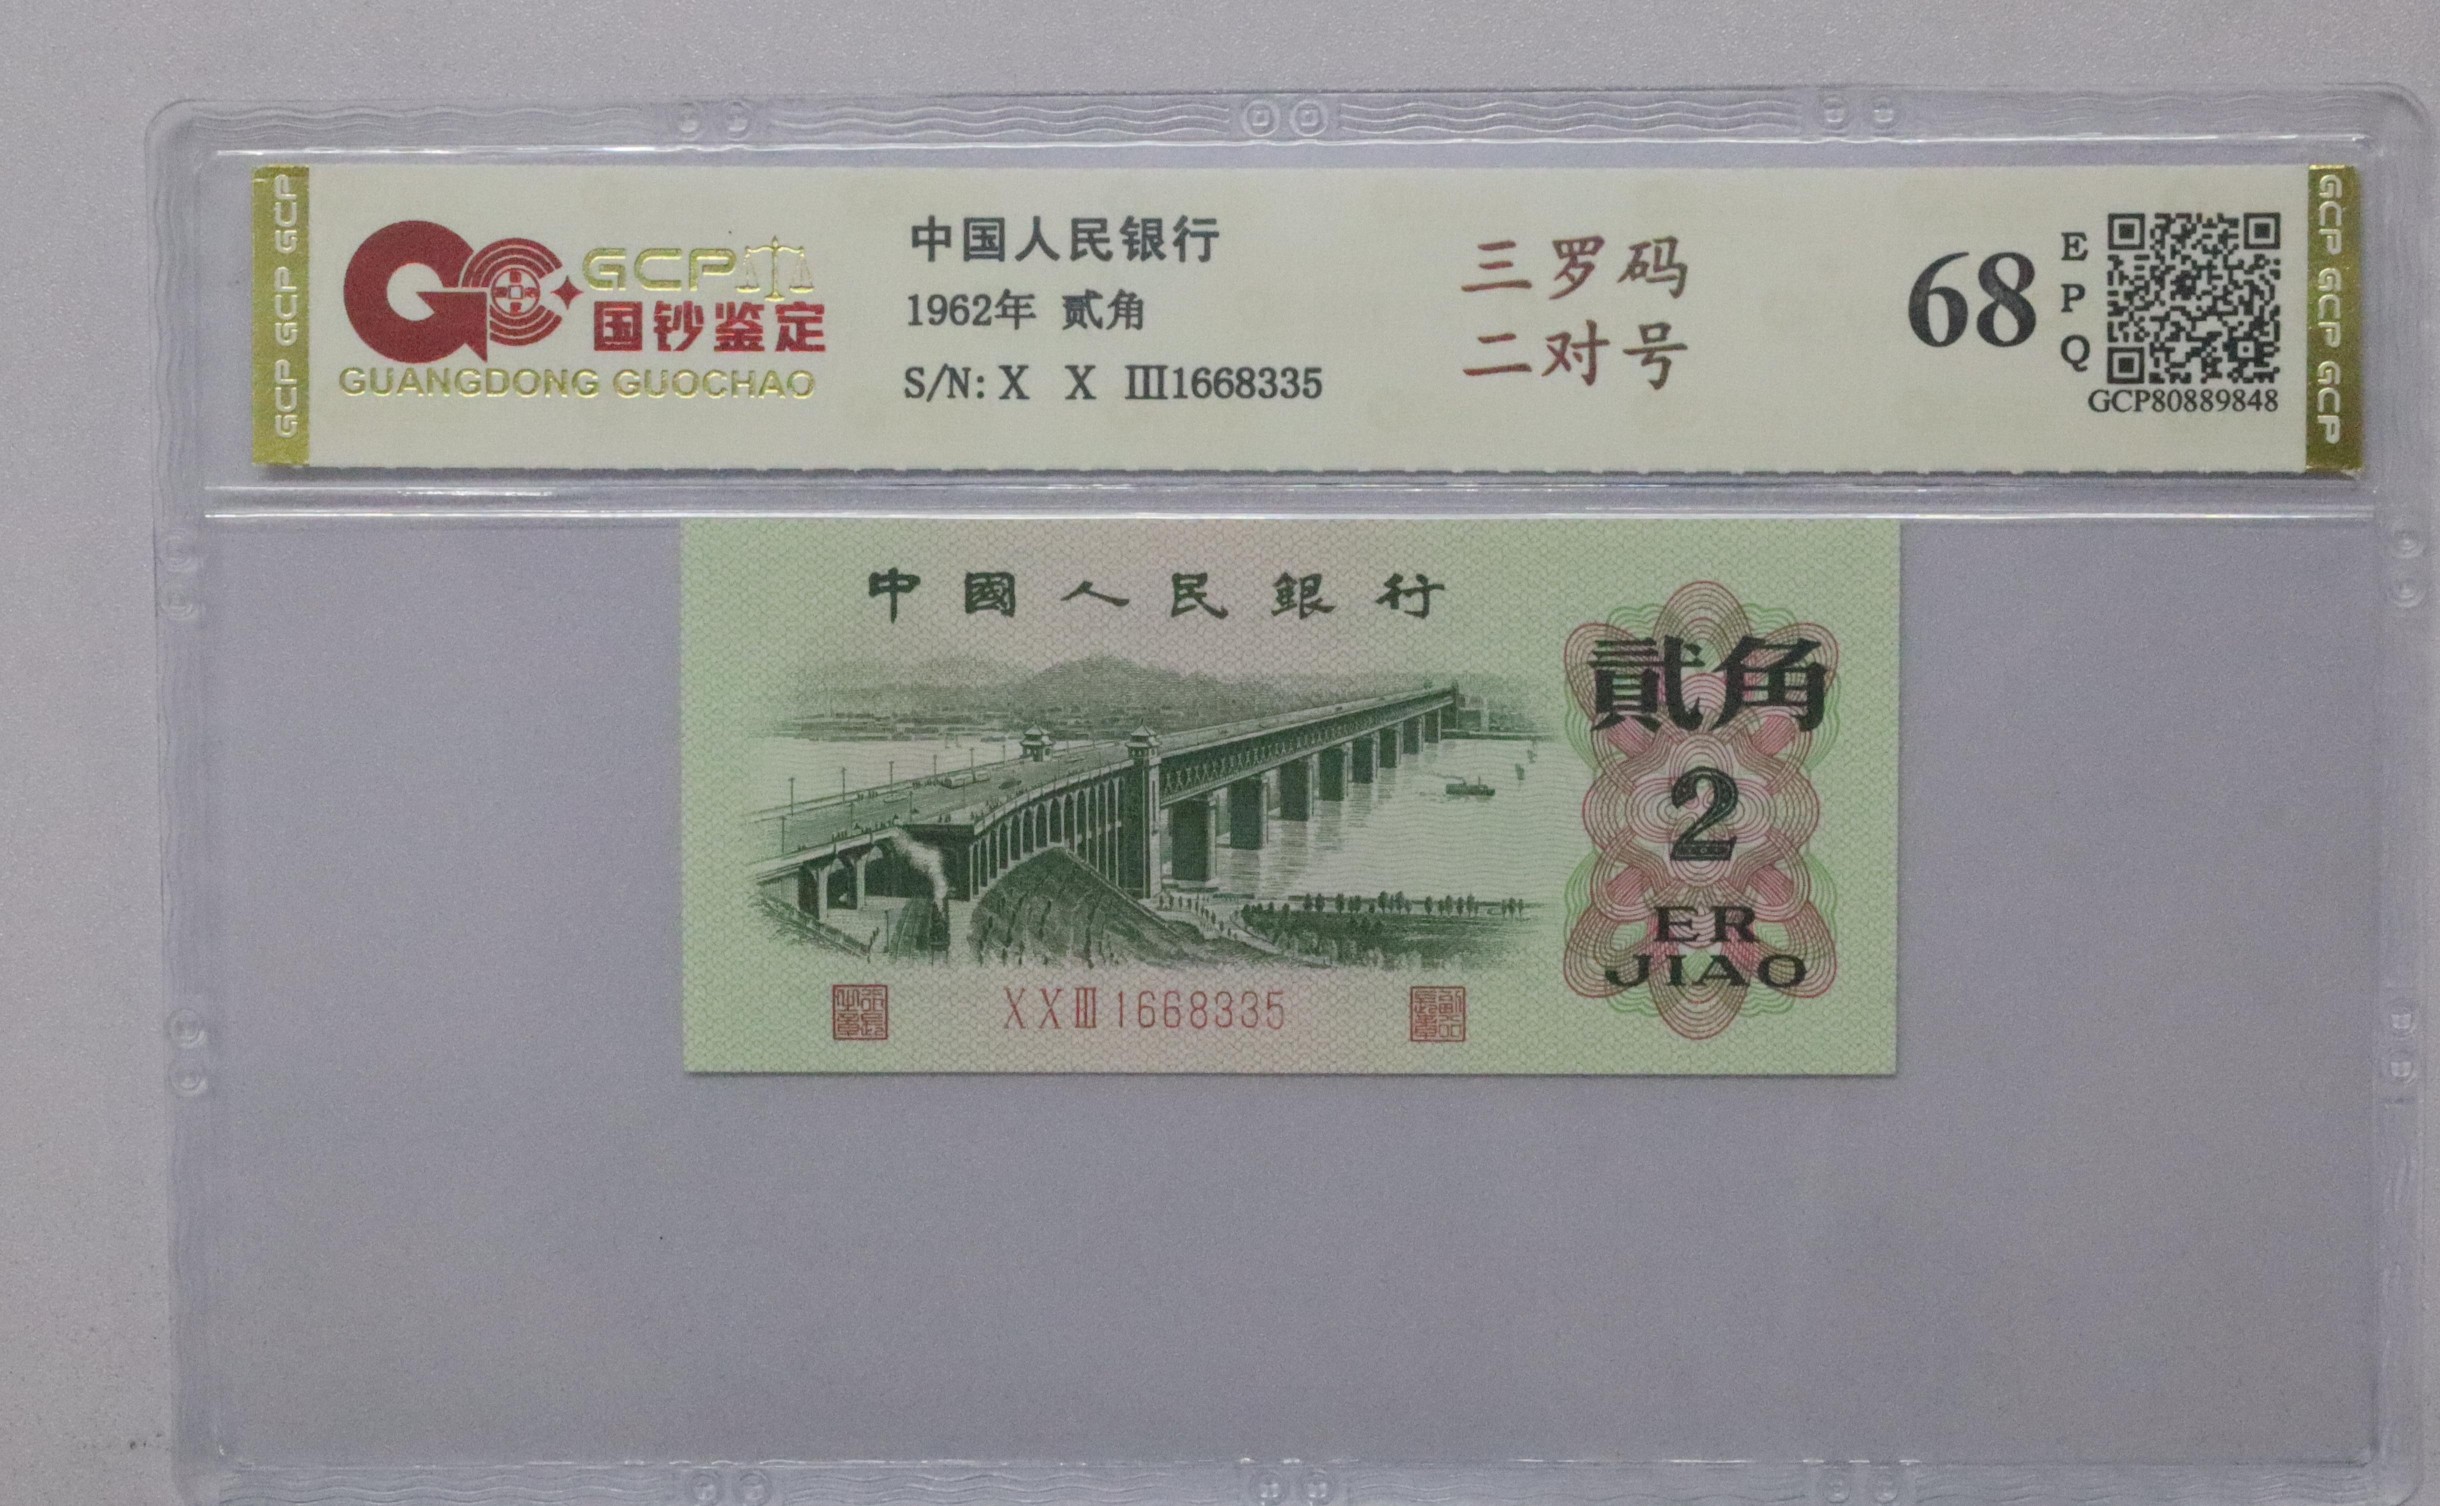 GCP GCP GCP
GCP
国钞鉴定
GUANGDONG GUOCHAO
中国人民银行
1962年 贰角
S/N: X X III1668335
三罗码
二对号
68
E
P
Q
GCP80889848
GCP GCP GCP
中國人民銀行
貳角
2
ER
JIAO
X X III 1668335